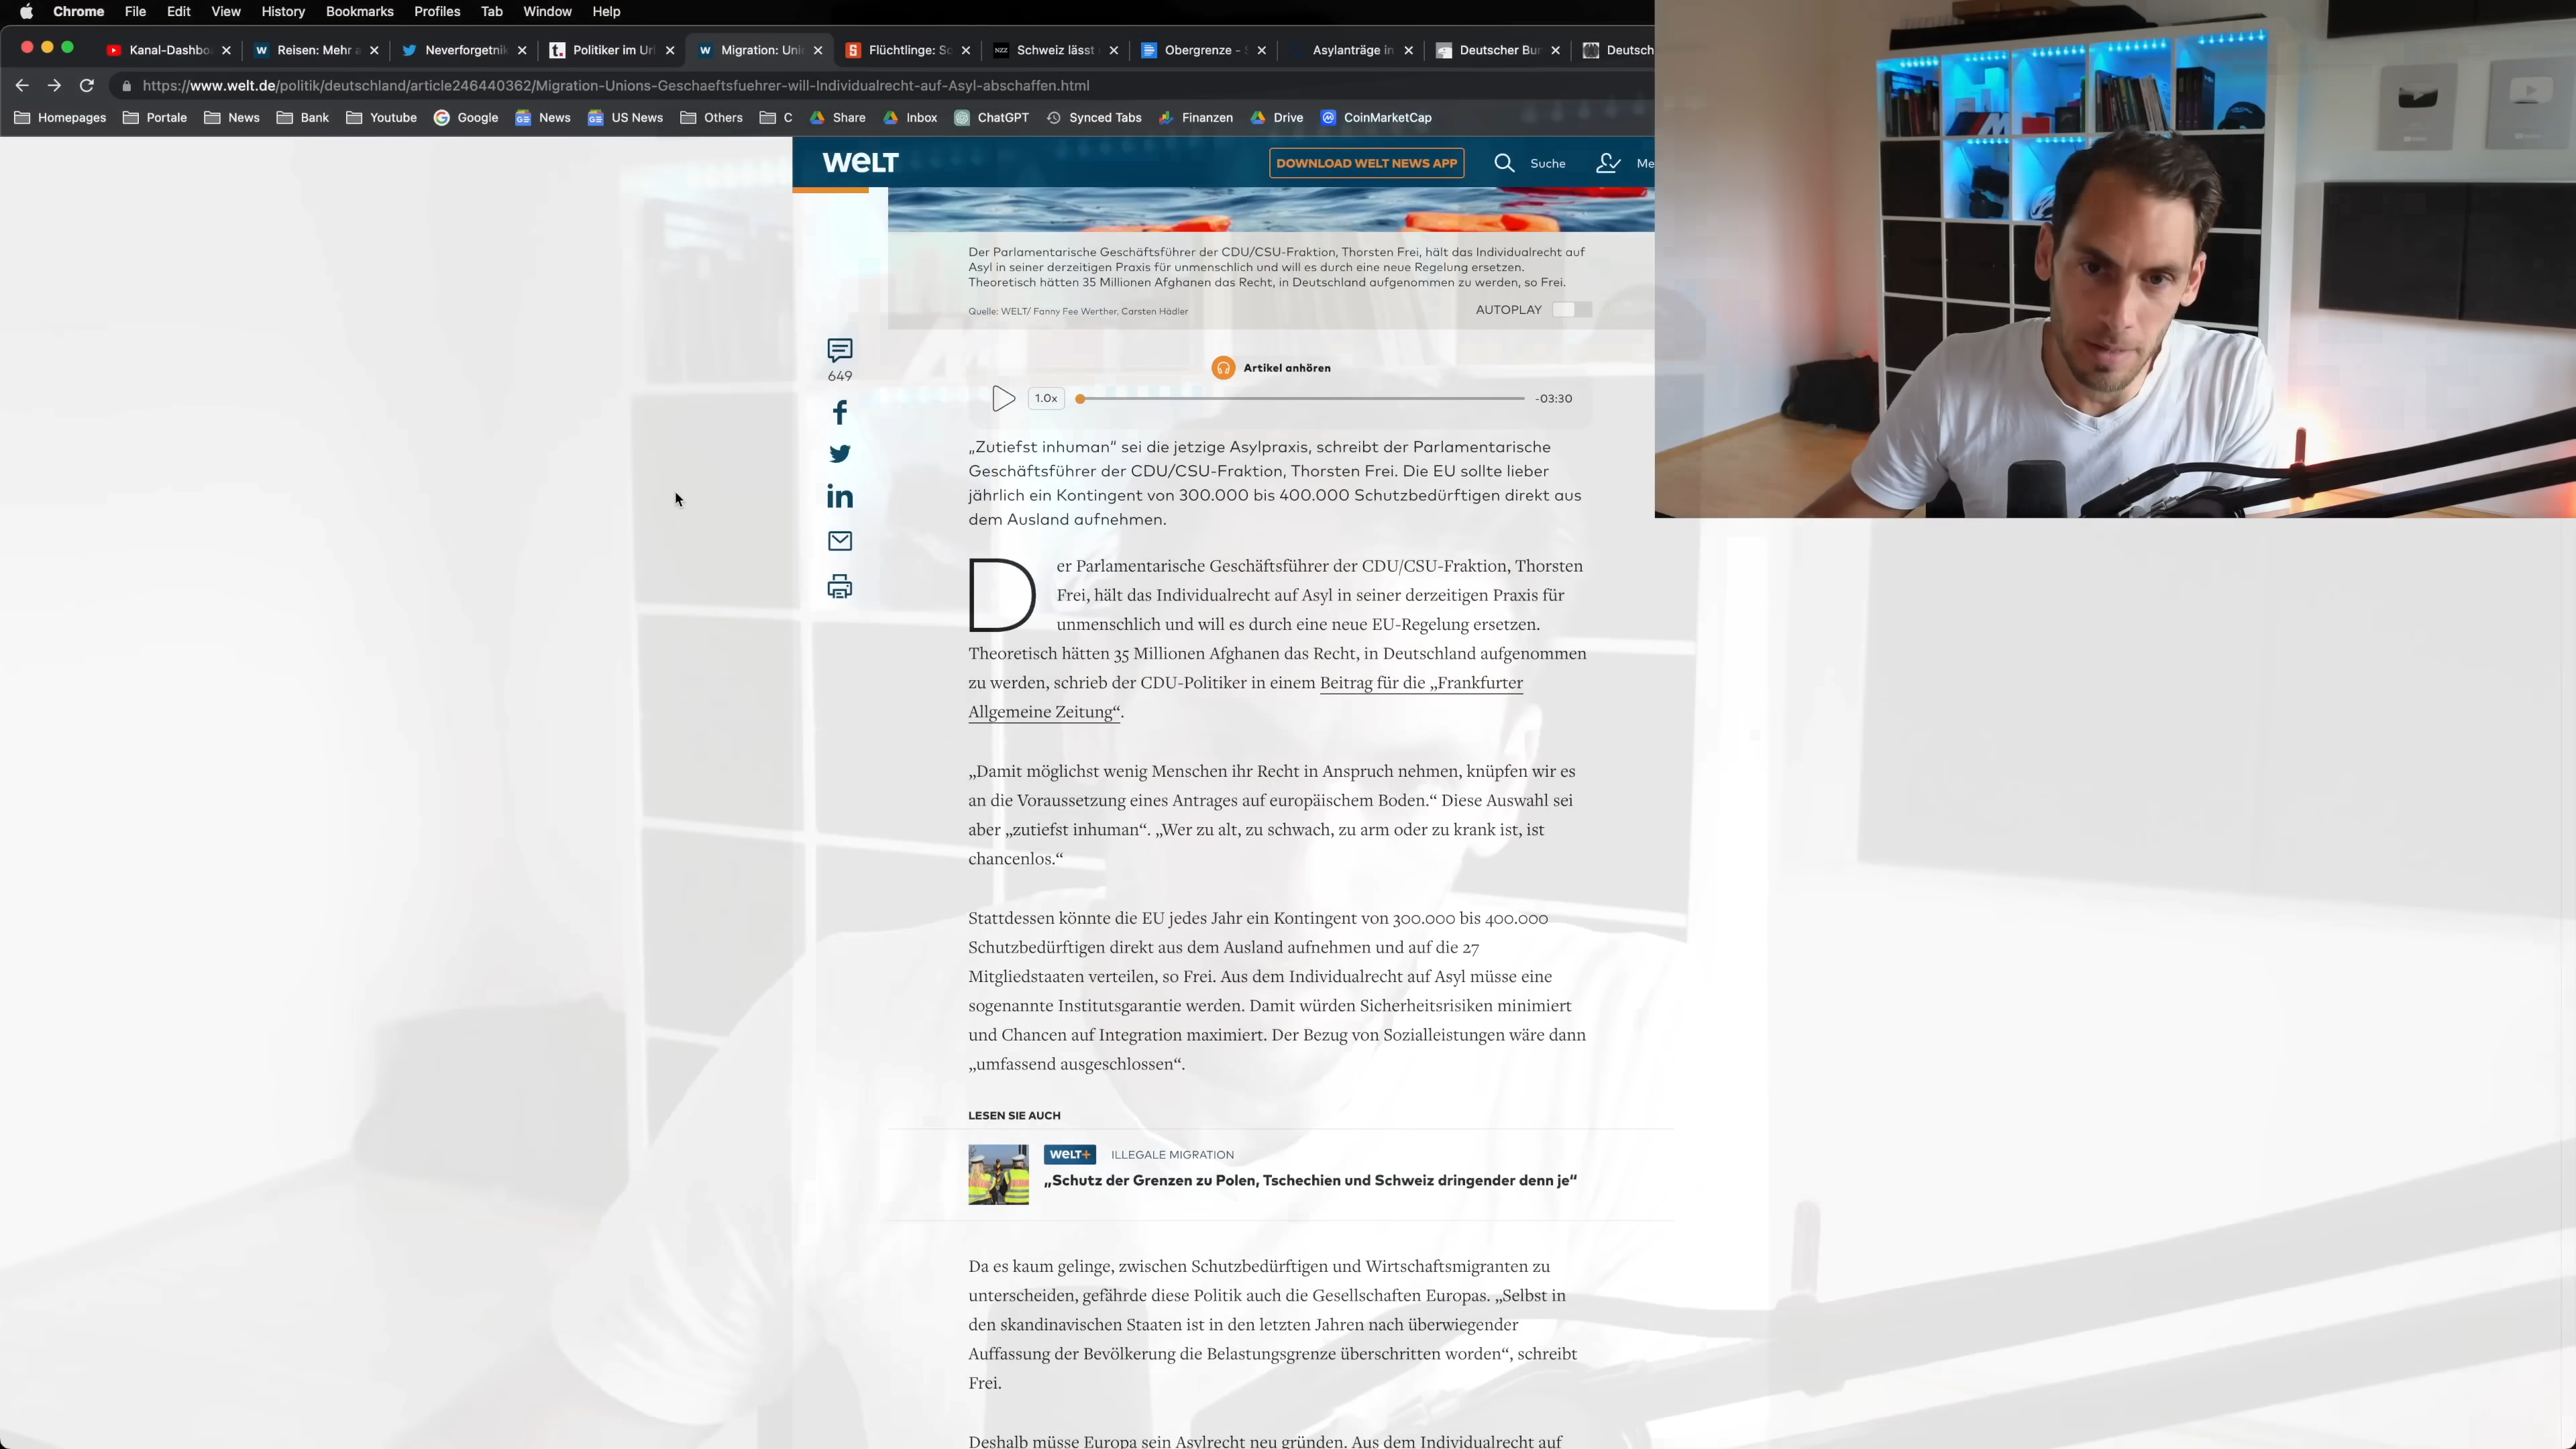 Chrome File Edit View History Bookmarks Profiles Tab Window Help
Kanal-Dashbo Reisen: Mehr a Neverforgetnik Politiker im Url Migration: Unio Flüchtlinge: Sc Schweiz lässt Obergrenze - Asylanträge in Deutscher Bur Deutsch
https://www.welt.de/politik/deutschland/article246440362/Migration-Unions-Geschaeftsfuehrer-will-Individualrecht-auf-Asyl-abschaffen.html
Homepages Portale News Bank Youtube Google News US News Others C Share Inbox ChatGPT Synced Tabs Finanzen Drive CoinMarketCap
WELT DOWNLOAD WELT NEWS APP Suche Me
Der Parlamentarische Geschäftsführer der CDU/CSU-Fraktion, Thorsten Frei, hält das Individualrecht auf
Asyl in seiner derzeitigen Praxis für unmenschlich und will es durch eine neue Regelung ersetzen.
Theoretisch hätten 35 Millionen Afghanen das Recht, in Deutschland aufgenommen zu werden, so Frei.
Quelle: WELT/ Fanny Fee Werther, Carsten Hädler
AUTOPLAY
649
Artikel anhören
1.0x -03:30
„Zutiefst inhuman“ sei die jetzige Asylpraxis, schreibt der Parlamentarische
Geschäftsführer der CDU/CSU-Fraktion, Thorsten Frei. Die EU sollte lieber
jährlich ein Kontingent von 300.000 bis 400.000 Schutzbedürftigen direkt aus
dem Ausland aufnehmen.
Der Parlamentarische Geschäftsführer der CDU/CSU-Fraktion, Thorsten
Frei, hält das Individualrecht auf Asyl in seiner derzeitigen Praxis für
unmenschlich und will es durch eine neue EU-Regelung ersetzen.
Theoretisch hätten 35 Millionen Afghanen das Recht, in Deutschland aufgenommen
zu werden, schrieb der CDU-Politiker in einem Beitrag für die „Frankfurter
Allgemeine Zeitung“.
„Damit möglichst wenig Menschen ihr Recht in Anspruch nehmen, knüpfen wir es
an die Voraussetzung eines Antrages auf europäischem Boden.“ Diese Auswahl sei
aber „zutiefst inhuman“. „Wer zu alt, zu schwach, zu arm oder zu krank ist, ist
chancenlos.“
Stattdessen könnte die EU jedes Jahr ein Kontingent von 300.000 bis 400.000
Schutzbedürftigen direkt aus dem Ausland aufnehmen und auf die 27
Mitgliedstaaten verteilen, so Frei. Aus dem Individualrecht auf Asyl müsse eine
sogenannte Institutsgarantie werden. Damit würden Sicherheitsrisiken minimiert
und Chancen auf Integration maximiert. Der Bezug von Sozialleistungen wäre dann
„umfassend ausgeschlossen“.
LESEN SIE AUCH
WELT+ ILLEGALE MIGRATION
„Schutz der Grenzen zu Polen, Tschechien und Schweiz dringender denn je“
Da es kaum gelinge, zwischen Schutzbedürftigen und Wirtschaftsmigranten zu
unterscheiden, gefährde diese Politik auch die Gesellschaften Europas. „Selbst in
den skandinavischen Staaten ist in den letzten Jahren nach überwiegender
Auffassung der Bevölkerung die Belastungsgrenze überschritten worden“, schreibt
Frei.
Deshalb müsse Europa sein Asylrecht neu gründen. Aus dem Individualrecht auf